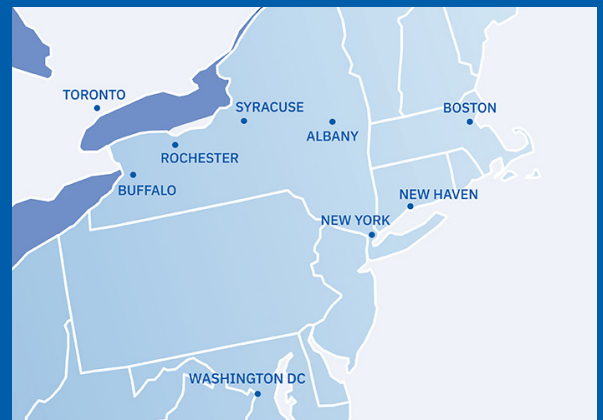 TORONTO
SYRACUSE
BOSTON
ALBANY
ROCHESTER
BUFFALO
NEW HAVEN
NEW YORK
WASHINGTON DC